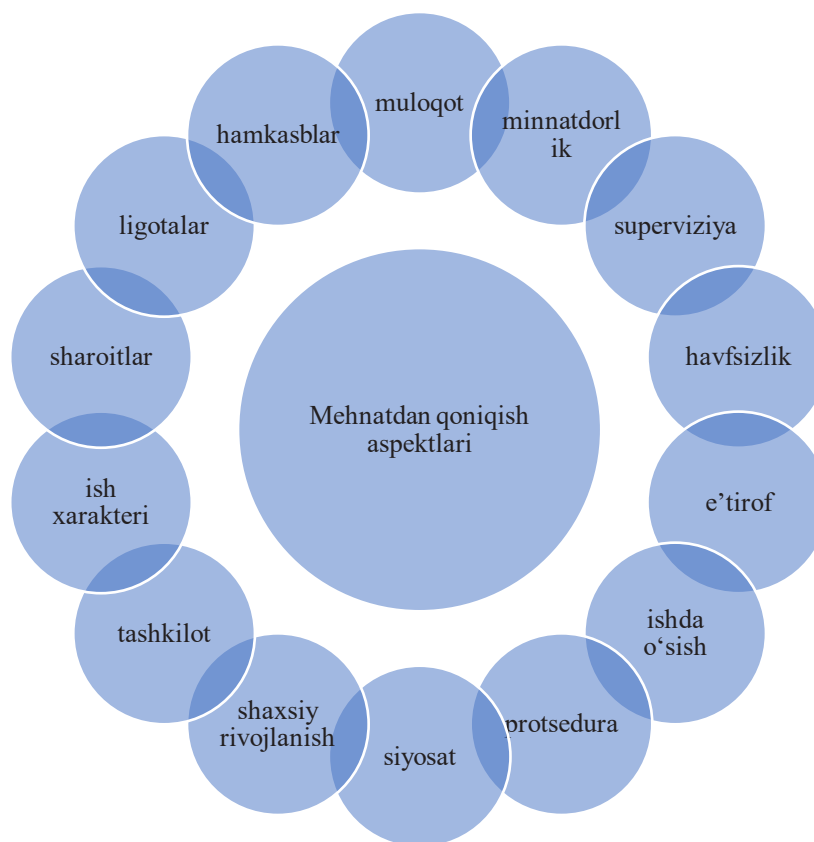 muloqot
minnatdorl
ik
superviziya
havfsizlik
e’tirof
ishda
o‘sish
protsedura
siyosat
shaxsiy
rivojlanish
tashkilot
ish
xarakteri
sharoitlar
ligotalar
hamkasblar
Mehnatdan qoniqish
aspektlari